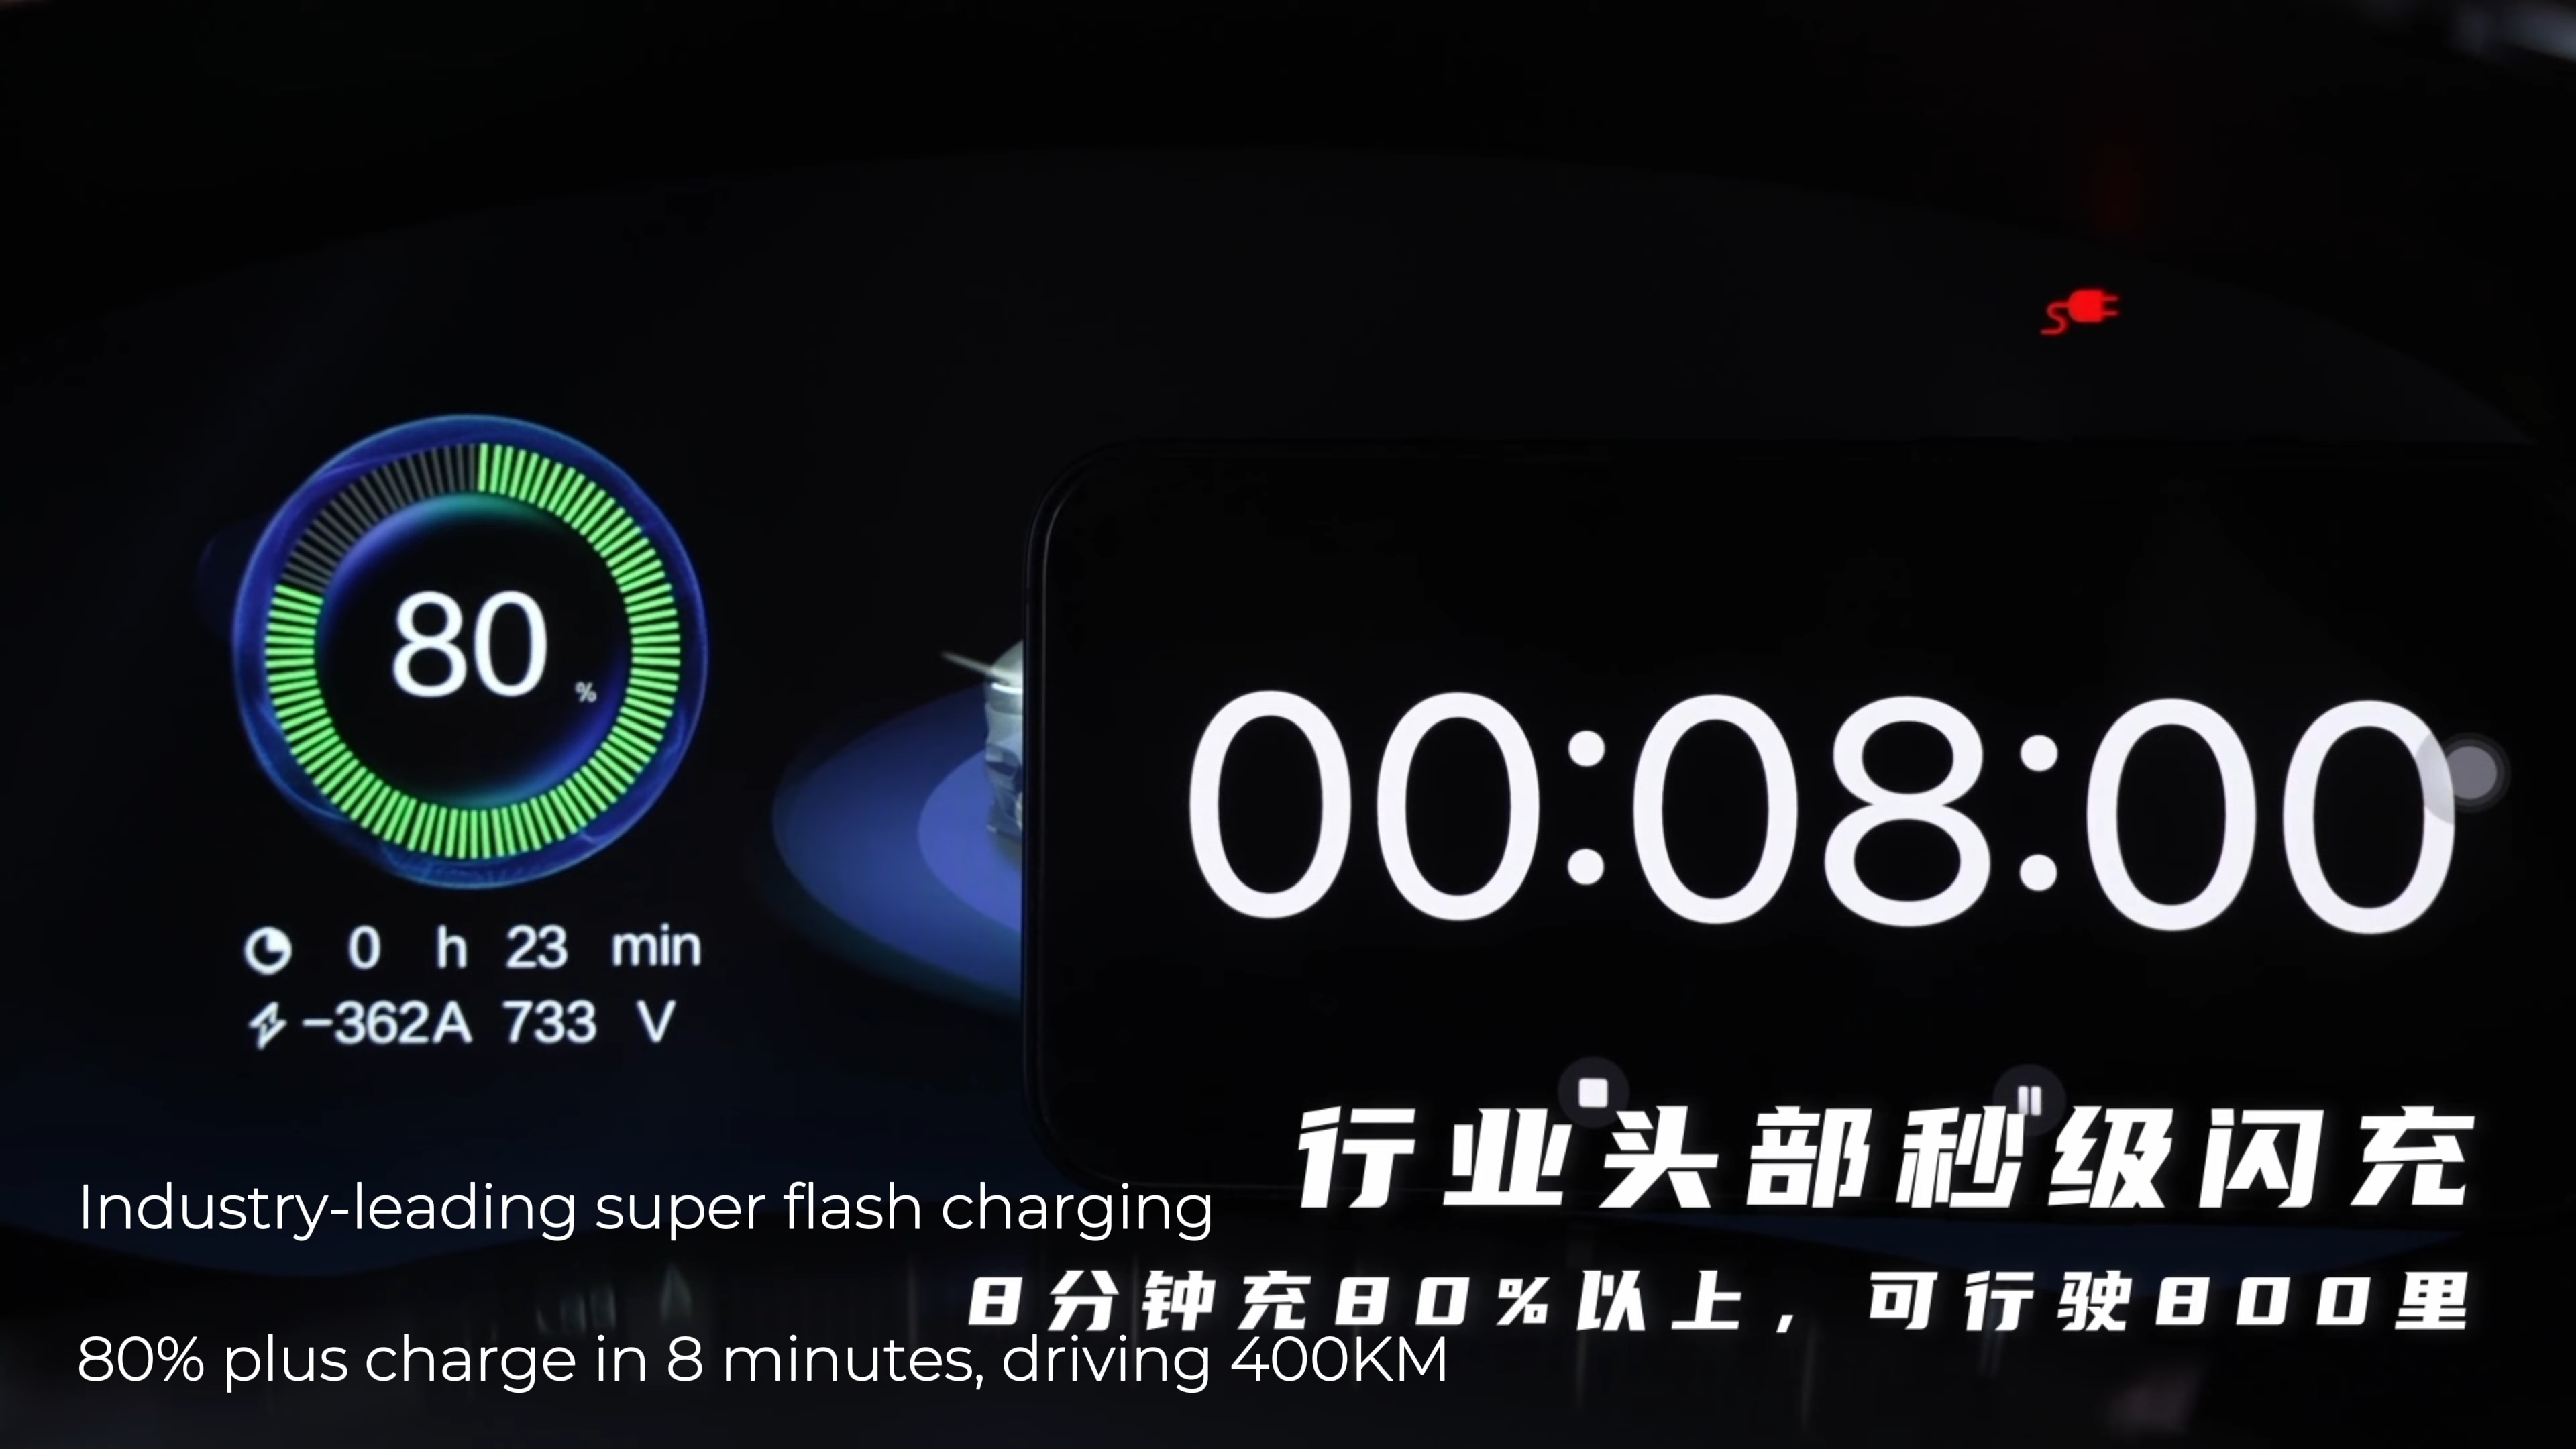 80 %
0 h 23 min
-362A 733 V
00:08:00
行业头部秒级闪充
Industry-leading super flash charging
8分钟充80%以上，可行驶800里
80% plus charge in 8 minutes, driving 400KM